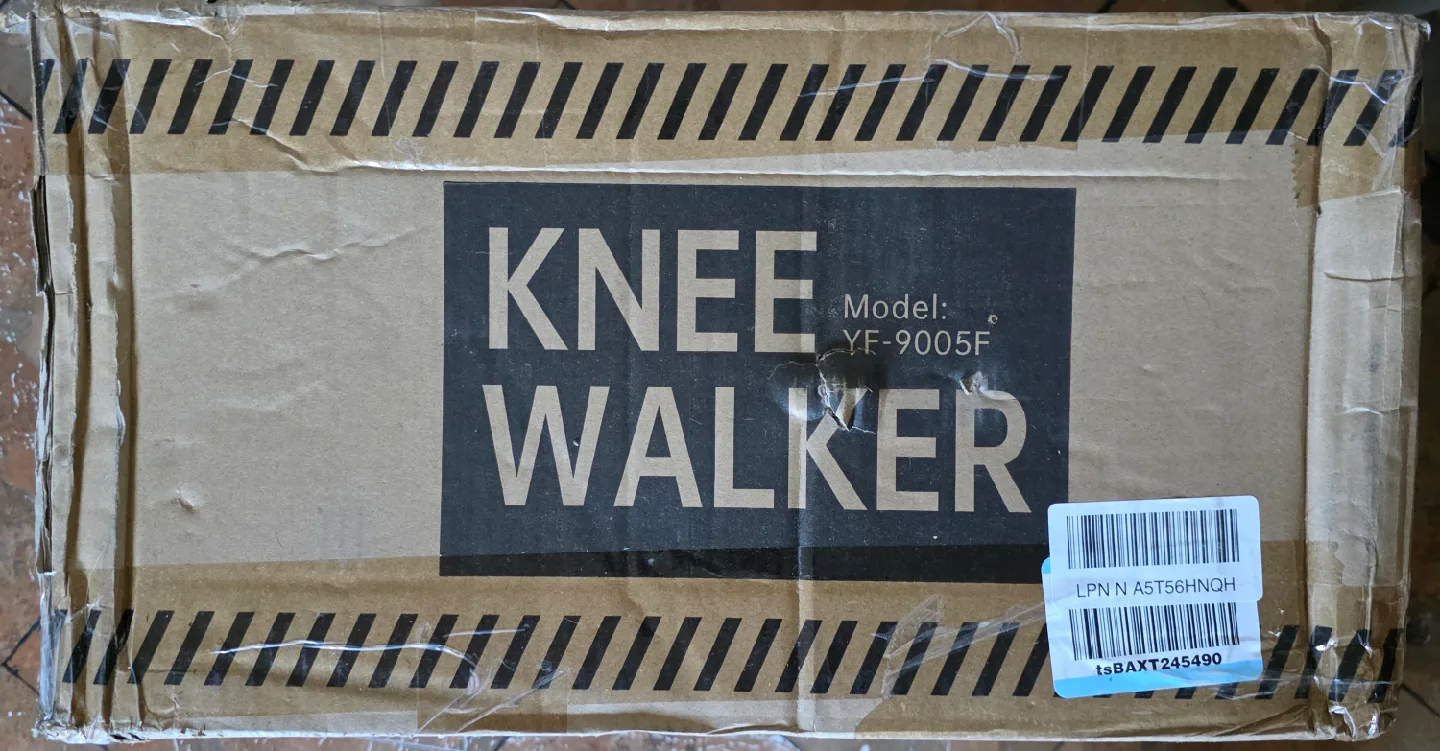 KNEE
Model:
YF-9005F
WALKER
LPN N A5T56HNQH
tsBAXT245490